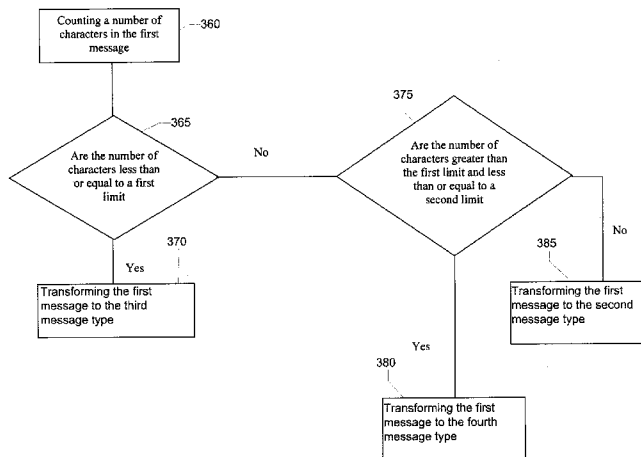 Counting a number of
characters in the first
message
360
365
Are the number of
characters less than
or equal to a first
limit
No
375
Are the number of
characters greater than
the first limit and less
than or equal to a
second limit
No
Yes
370
Transforming the first
message to the third
message type
385
Transforming the first
message to the second
message type
Yes
380
Transforming the first
message to the fourth
message type